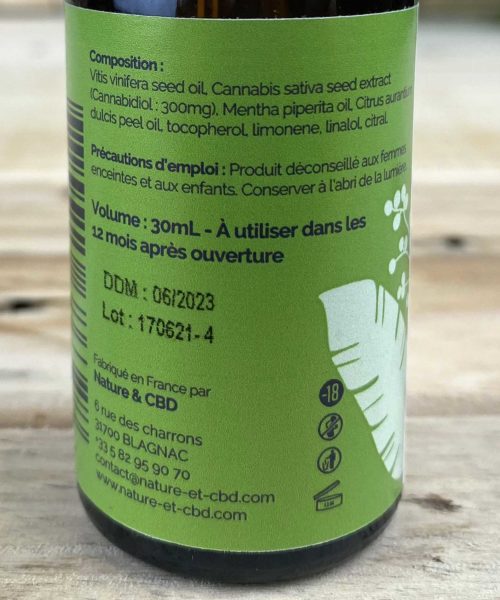 Composition :
Vitis vinifera seed oil, Cannabis sativa seed extract
(Cannabidiol : 300mg), Mentha piperita oil, Citrus aurantium
dulcis peel oil, tocopherol, limonene, linalol, citral.
Précautions d'emploi : Produit déconseillé aux femmes
enceintes et aux enfants. Conserver à l'abri de la lumière.
Volume : 30mL - À utiliser dans les
12 mois après ouverture
DDM : 06/2023
Lot : 170621-4
Fabriqué en France par
Nature & CBD
6 rue des charrons
31700 BLAGNAC
+33 5 82 95 90 70
contact@nature-et-cbd.com
www.nature-et-cbd.com
-18